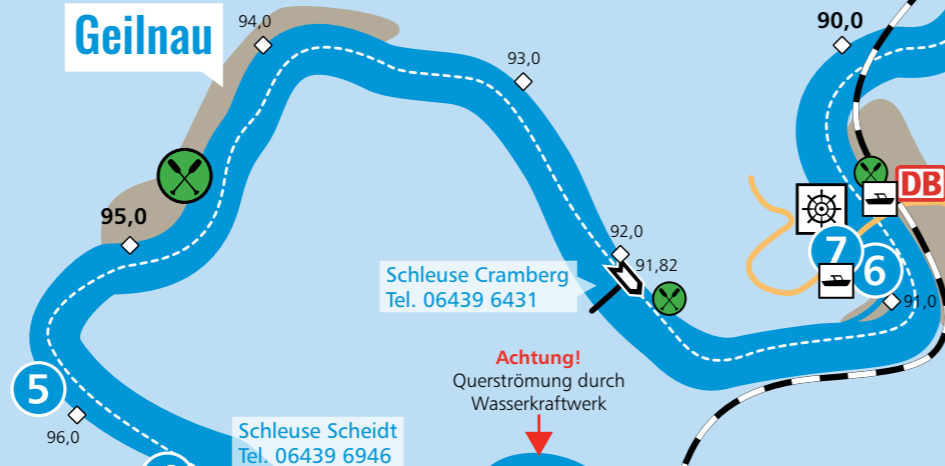 Geilnau
94,0
93,0
90,0
95,0
DB
92,0
91,82
7
6
91,0
Schleuse Cramberg
Tel. 06439 6431
Achtung!
Querströmung durch
Wasserkraftwerk
5
96,0
Schleuse Scheidt
Tel. 06439 6946